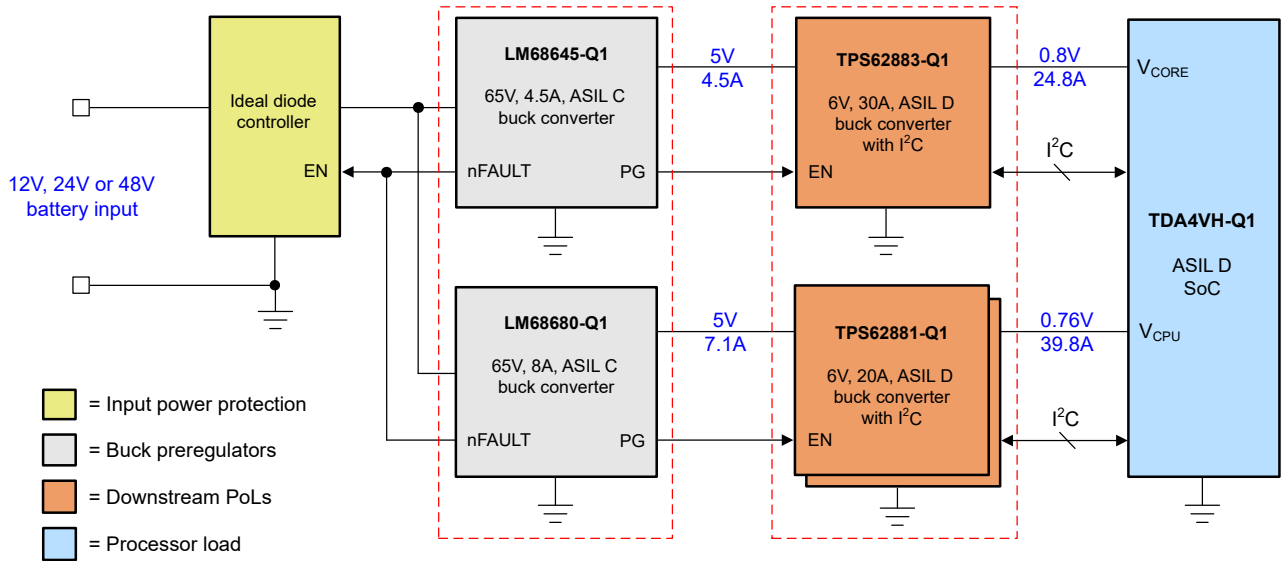 12V, 24V or 48V
battery input
Ideal diode
controller
EN
LM68645-Q1
65V, 4.5A, ASIL C
buck converter
nFAULT
PG
5V
4.5A
TPS62883-Q1
6V, 30A, ASIL D
buck converter
with I²C
EN
0.8V
24.8A
I²C
V_CORE
TDA4VH-Q1
ASIL D
SoC
V_CPU
LM68680-Q1
65V, 8A, ASIL C
buck converter
nFAULT
PG
5V
7.1A
TPS62881-Q1
6V, 20A, ASIL D
buck converter
with I²C
EN
0.76V
39.8A
I²C
= Input power protection
= Buck preregulators
= Downstream PoLs
= Processor load